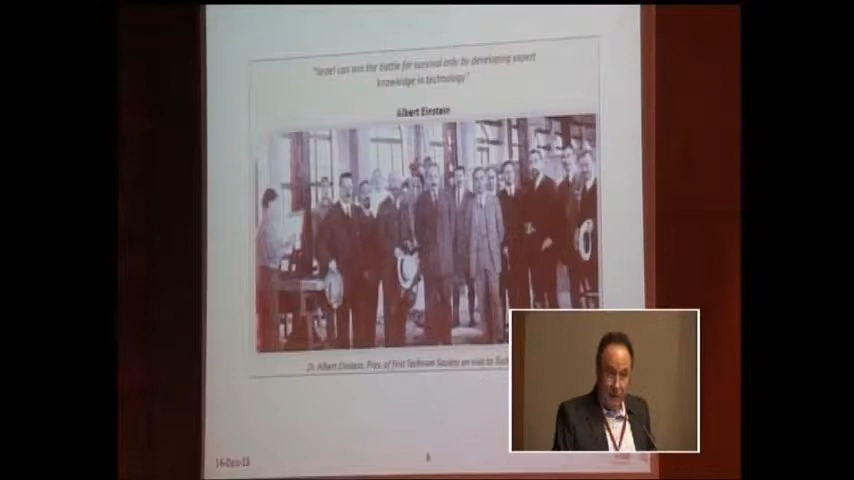 "Israel can win the battle for survival only by developing expert
knowledge in technology"
Albert Einstein
Dr. Albert Einstein, Pres. of first Technion Society on visit to
14-Dec-15